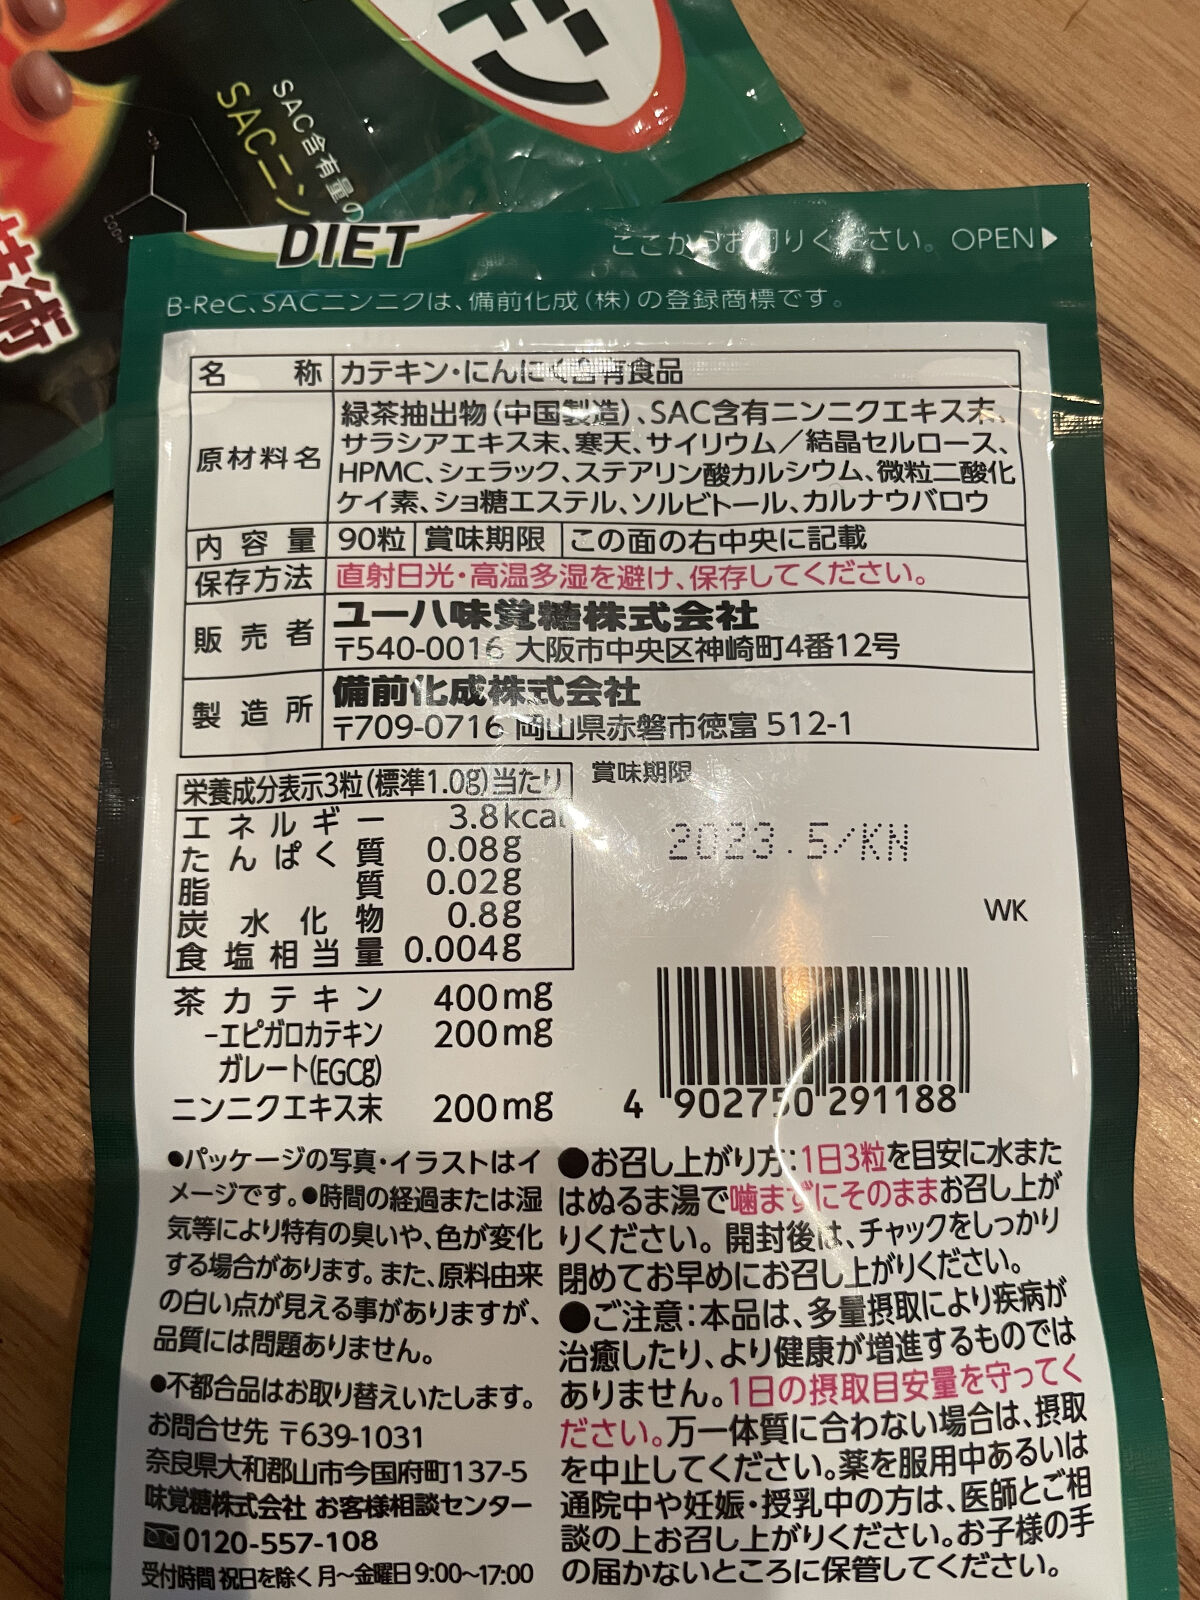 SAC含有量の
SACニン
DIET
ここからお切りください。OPEN▶
B-ReC、SACニンニクは、備前化成(株)の登録商標です。
名称 カテキン・にんにく含有食品
原材料名 緑茶抽出物(中国製造)、SAC含有ニンニクエキス末、
サラシアエキス末、寒天、サイリウム/結晶セルロース、
HPMC、シェラック、ステアリン酸カルシウム、微粒二酸化
ケイ素、ショ糖エステル、ソルビトール、カルナウバロウ
内容量 90粒 賞味期限 この面の右中央に記載
保存方法 直射日光・高温多湿を避け、保存してください。
販売者 ユーハ味覚糖株式会社
〒540-0016 大阪市中央区神崎町4番12号
製造所 備前化成株式会社
〒709-0716 岡山県赤磐市徳富 512-1
栄養成分表示3粒(標準1.0g)当たり
エネルギー 3.8kcal
たんぱく質 0.08g
脂質 0.02g
炭水化物 0.8g
食塩相当量 0.004g
茶カテキン 400mg
-エピガロカテキン 200mg
ガレート(EGCg)
ニンニクエキス末 200mg
賞味期限
2023.5/KN
WK
4 902750 291188
●パッケージの写真・イラストはイ
メージです。●時間の経過または湿
気等により特有の臭いや、色が変化
する場合があります。また、原料由来
の白い点が見える事がありますが、
品質には問題ありません。
●不都合品はお取り替えいたします。
お問合せ先 〒639-1031
奈良県大和郡山市今国府町137-5
味覚糖株式会社 お客様相談センター
0120-557-108
受付時間 祝日を除く 月~金曜日 9:00~17:00
●お召し上がり方:1日3粒を目安に水また
はぬるま湯で噛まずにそのままお召し上が
りください。開封後は、チャックをしっかり
閉めてお早めにお召し上がりください。
●ご注意:本品は、多量摂取により疾病が
治癒したり、より健康が増進するものでは
ありません。1日の摂取目安量を守ってく
ださい。万一体質に合わない場合は、摂取
を中止してください。薬を服用中あるいは
通院中や妊娠・授乳中の方は、医師とご相
談の上お召し上がりください。お子様の手
の届かないところに保管してください。